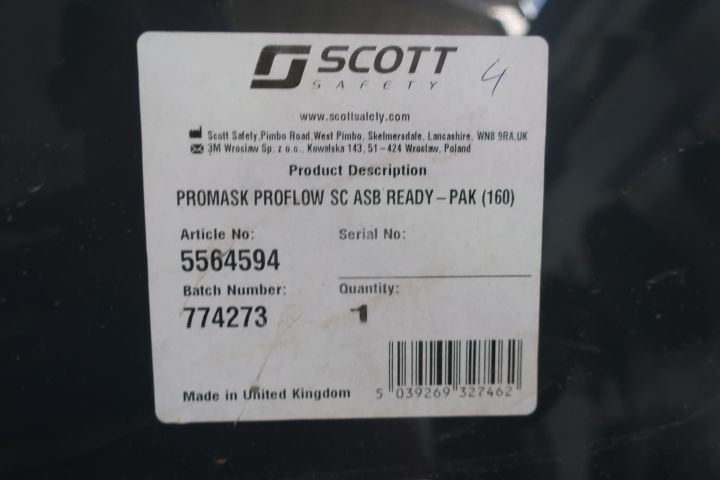 SCOTT
SAFETY
4
www.scottsafety.com
Scott Safety,Pimbo Road,West Pimbo, Skelmersdale, Lancashire, WN8 9RA,UK
3M Wroslaw Sp. z o.o., Kowalska 143, 51-424 Wroslaw, Poland
Product Description
PROMASK PROFLOW SC ASB READY-PAK (160)
Article No:
5564594
Serial No:
Batch Number:
774273
Quantity:
1
Made in United Kingdom
5 039269 327462